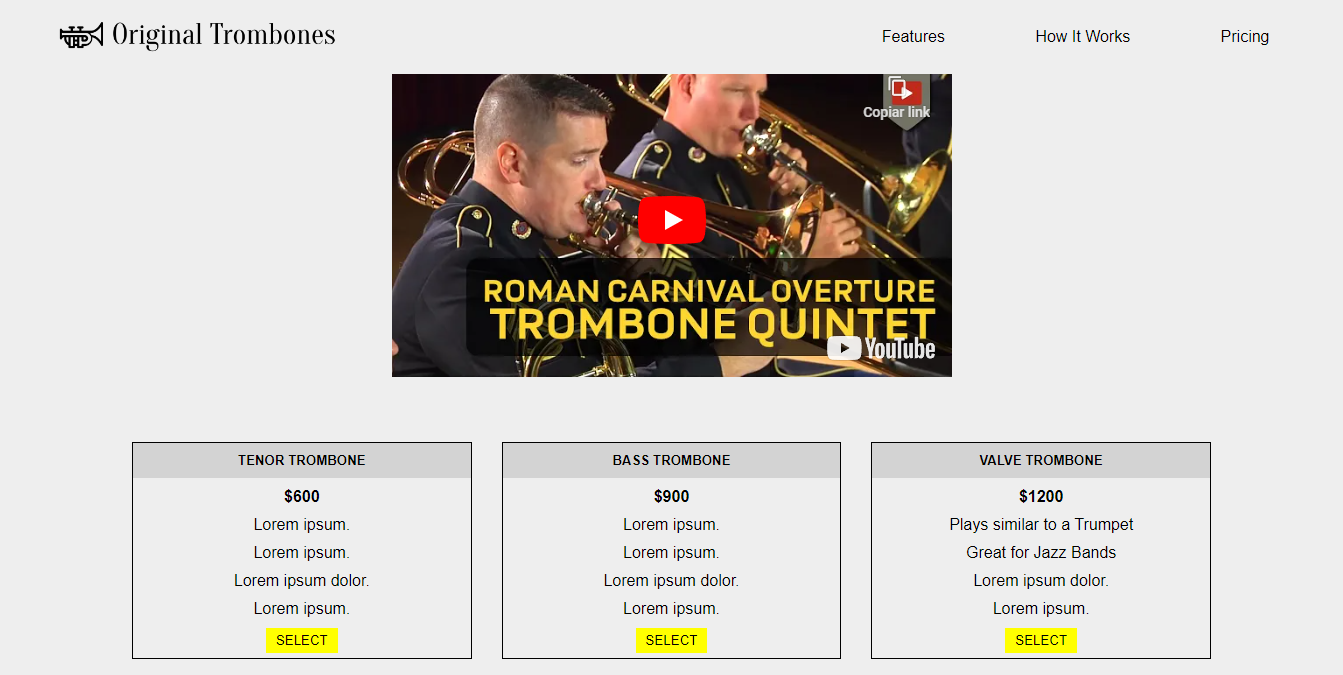 Original Trombones
Features
How It Works
Pricing
Copiar link
ROMAN CARNIVAL OVERTURE
TROMBONE QUINTET
YouTube
TENOR TROMBONE
$600
Lorem ipsum.
Lorem ipsum.
Lorem ipsum dolor.
Lorem ipsum.
SELECT
BASS TROMBONE
$900
Lorem ipsum.
Lorem ipsum.
Lorem ipsum dolor.
Lorem ipsum.
SELECT
VALVE TROMBONE
$1200
Plays similar to a Trumpet
Great for Jazz Bands
Lorem ipsum dolor.
Lorem ipsum.
SELECT